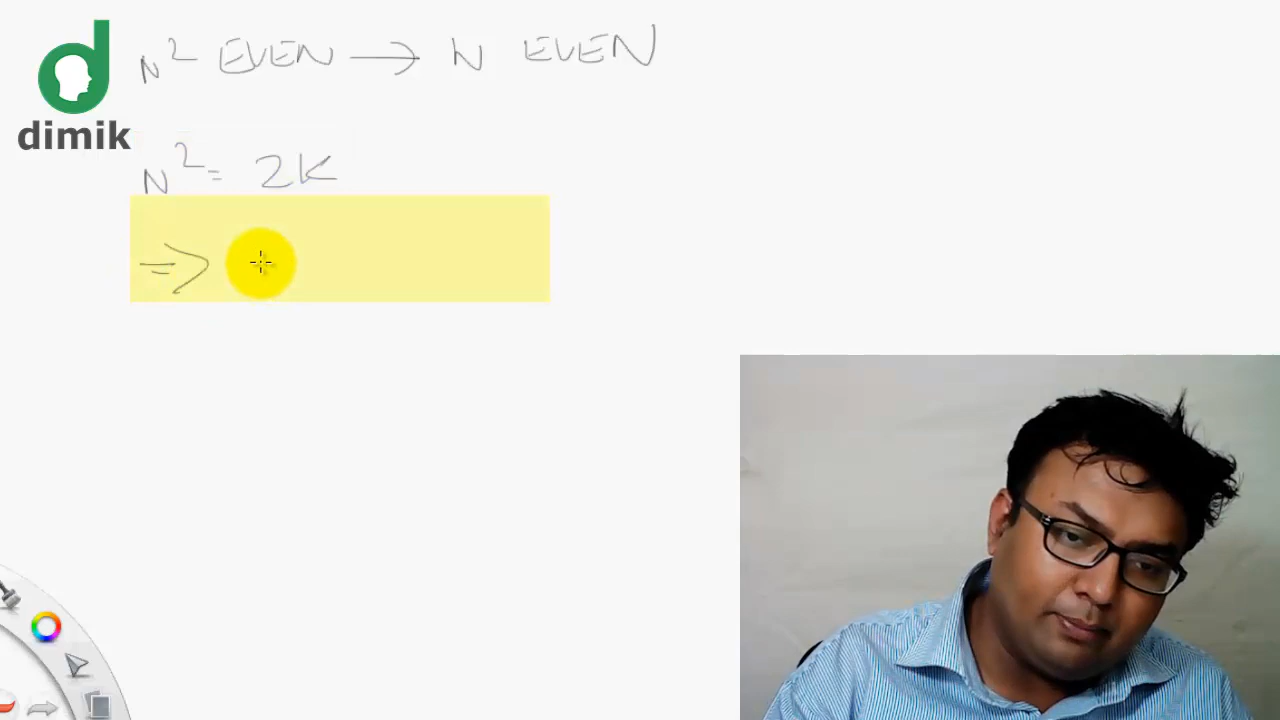 N² EVEN → N EVEN
dimik
N² = 2K
⇒